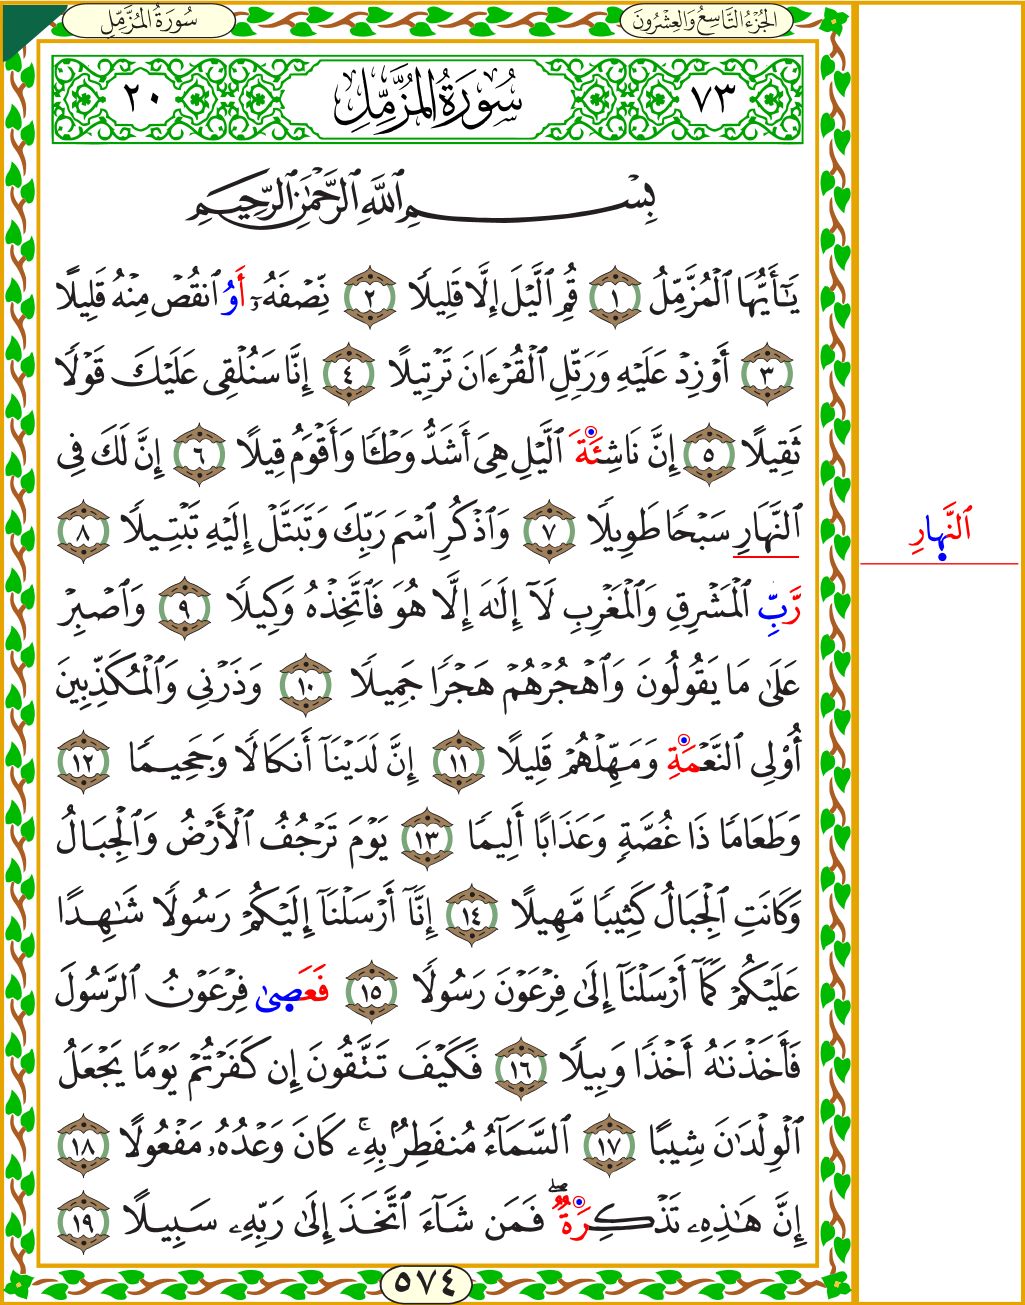 سُورَةُ الْمُزَّمِّلِ
الجُزْءُ التَّاسِعُ وَالعِشْرُونَ
٧٣ سُورَةُ الْمُزَّمِّلِ ٢٠
بِسْمِ ٱللَّهِ ٱلرَّحْمَٰنِ ٱلرَّحِيمِ
يَٰٓأَيُّهَا ٱلْمُزَّمِّلُ ١ قُمِ ٱلَّيْلَ إِلَّا قَلِيلًا ٢ نِّصْفَهُۥٓ أَوُ ٱنقُصْ مِنْهُ قَلِيلًا
٣ أَوْ زِدْ عَلَيْهِ وَرَتِّلِ ٱلْقُرْءَانَ تَرْتِيلًا ٤ إِنَّا سَنُلْقِى عَلَيْكَ قَوْلًا
ثَقِيلًا ٥ إِنَّ نَاشِئَةَ ٱلَّيْلِ هِىَ أَشَدُّ وَطْـًٔا وَأَقْوَمُ قِيلًا ٦ إِنَّ لَكَ فِى
ٱلنَّهَارِ سَبْحًا طَوِيلًا ٧ وَٱذْكُرِ ٱسْمَ رَبِّكَ وَتَبَتَّلْ إِلَيْهِ تَبْتِيلًا ٨
ٱلنَّهارِ
رَّبِّ ٱلْمَشْرِقِ وَٱلْمَغْرِبِ لَآ إِلَٰهَ إِلَّا هُوَ فَٱتَّخِذْهُ وَكِيلًا ٩ وَٱصْبِرْ
عَلَىٰ مَا يَقُولُونَ وَٱهْجُرْهُمْ هَجْرًا جَمِيلًا ١٠ وَذَرْنِى وَٱلْمُكَذِّبِينَ
أُو۟لِى ٱلنَّعْمَةِ وَمَهِّلْهُمْ قَلِيلًا ١١ إِنَّ لَدَيْنَآ أَنكَالًا وَجَحِيمًا ١٢
وَطَعَامًا ذَا غُصَّةٍ وَعَذَابًا أَلِيمًا ١٣ يَوْمَ تَرْجُفُ ٱلْأَرْضُ وَٱلْجِبَالُ
وَكَانَتِ ٱلْجِبَالُ كَثِيبًا مَّهِيلًا ١٤ إِنَّآ أَرْسَلْنَآ إِلَيْكُمْ رَسُولًا شَٰهِدًا
عَلَيْكُمْ كَمَآ أَرْسَلْنَآ إِلَىٰ فِرْعَوْنَ رَسُولًا ١٥ فَعَصَىٰ فِرْعَوْنُ ٱلرَّسُولَ
فَأَخَذْنَٰهُ أَخْذًا وَبِيلًا ١٦ فَكَيْفَ تَتَّقُونَ إِن كَفَرْتُمْ يَوْمًا يَجْعَلُ
ٱلْوِلْدَٰنَ شِيبًا ١٧ ٱلسَّمَآءُ مُنفَطِرٌۢ بِهِۦ ۚ كَانَ وَعْدُهُۥ مَفْعُولًا ١٨
إِنَّ هَٰذِهِۦ تَذْكِرَةٌ ۖ فَمَن شَآءَ ٱتَّخَذَ إِلَىٰ رَبِّهِۦ سَبِيلًا ١٩
٥٧٤